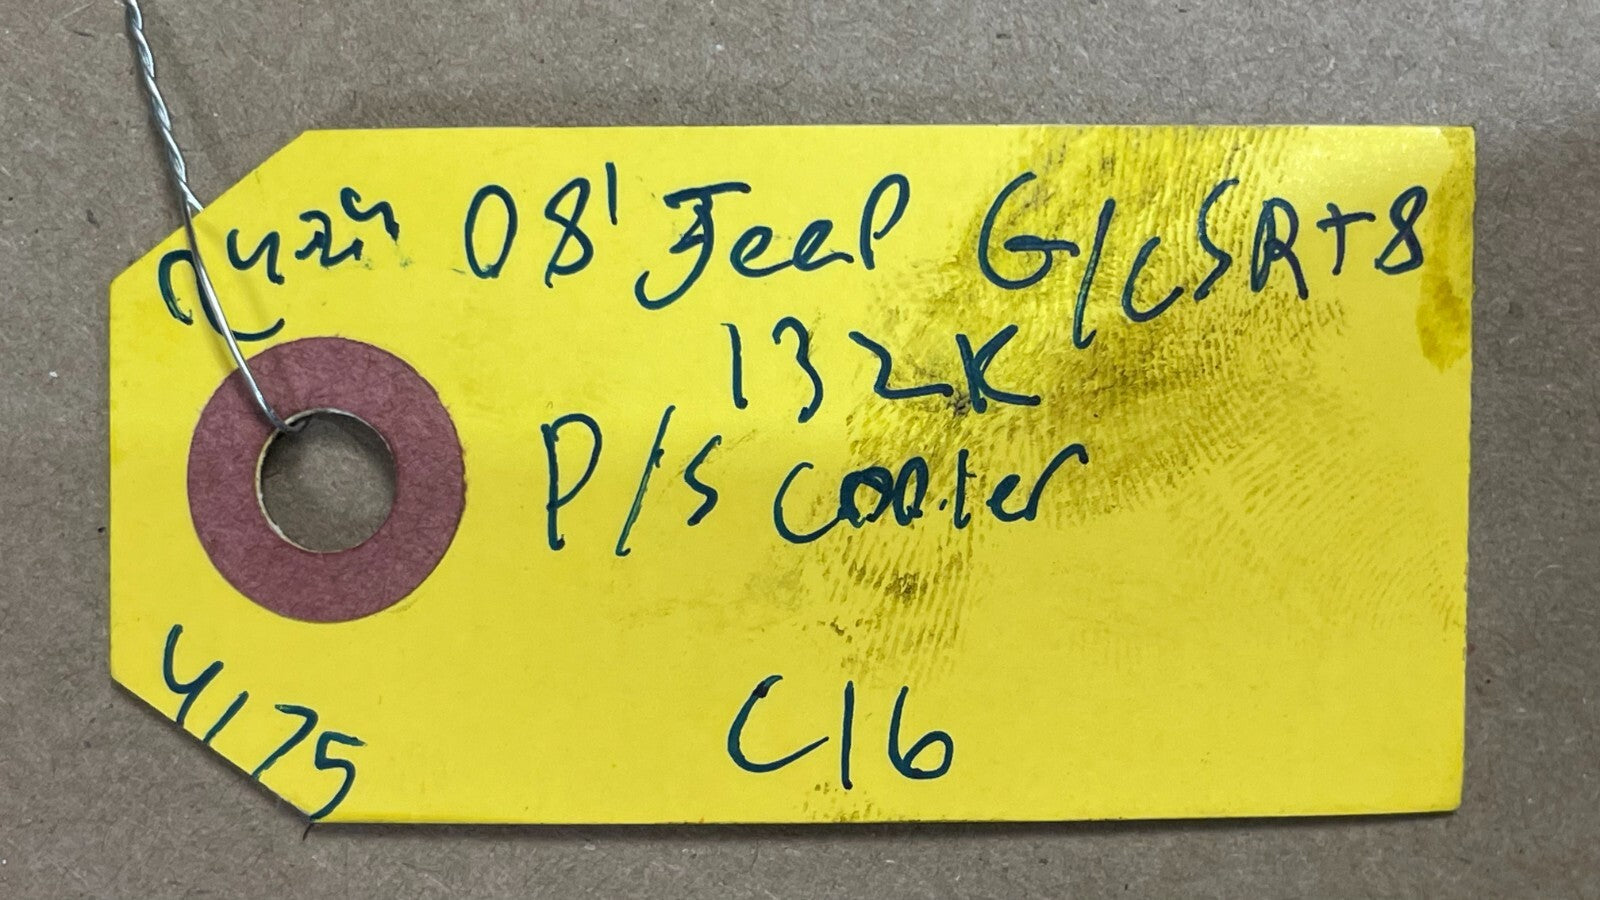 08' Jeep G/C SRT8
132K
P/S Cooler
C16
4175